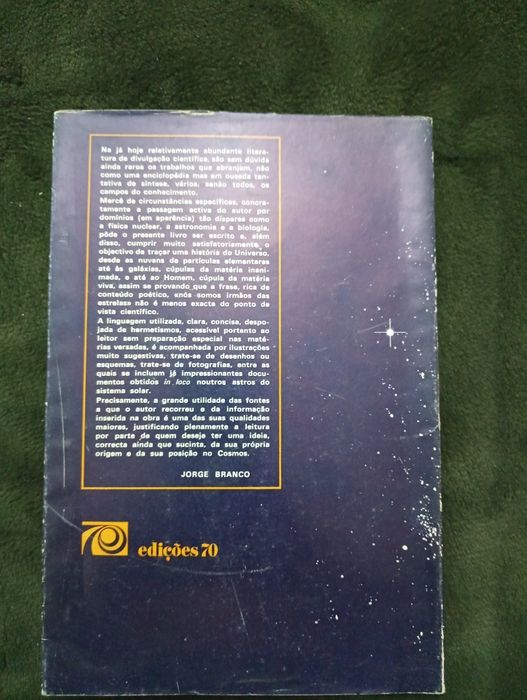 Na já hoje relativamente abundante litera-
tura de divulgação científica, são sem dúvida
ainda raros os trabalhos que abranjam, não
como uma enciclopédia mas em ousada ten-
tativa de síntese, vários, senão todos, os
campos do conhecimento.
Mercê de circunstâncias específicas, concre-
tamente a passagem activa do autor por
domínios (em aparência) tão díspares como
a física nuclear, a astronomia e a biologia,
pôde o presente livro ser escrito e, além
disso, cumprir muito satisfatoriamente o
objectivo de traçar uma história do Universo,
desde as nuvens de partículas elementares
até às galáxias, cúpulas da matéria inani-
mada, e até ao Homem, cúpula da matéria
viva, assim se provando que a frase, rica de
conteúdo poético, «nós somos irmãos das
estrelas» não é menos exacta do ponto de
vista científico.
A linguagem utilizada, clara, concisa, despo-
jada de hermetismos, acessível portanto ao
leitor sem preparação especial nas maté-
rias versadas, é acompanhada por ilustrações
muito sugestivas, trate-se de desenhos ou
esquemas, trate-se de fotografias, entre as
quais se incluem já impressionantes docu-
mentos obtidos in loco noutros astros do
sistema solar.
Precisamente, a grande utilidade das fontes
a que o autor recorreu e da informação
inserida na obra é uma das suas qualidades
maiores, justificando plenamente a leitura
por parte de quem deseje ter uma ideia,
correcta ainda que sucinta, da sua própria
origem e da sua posição no Cosmos.
JORGE BRANCO
70
edições 70